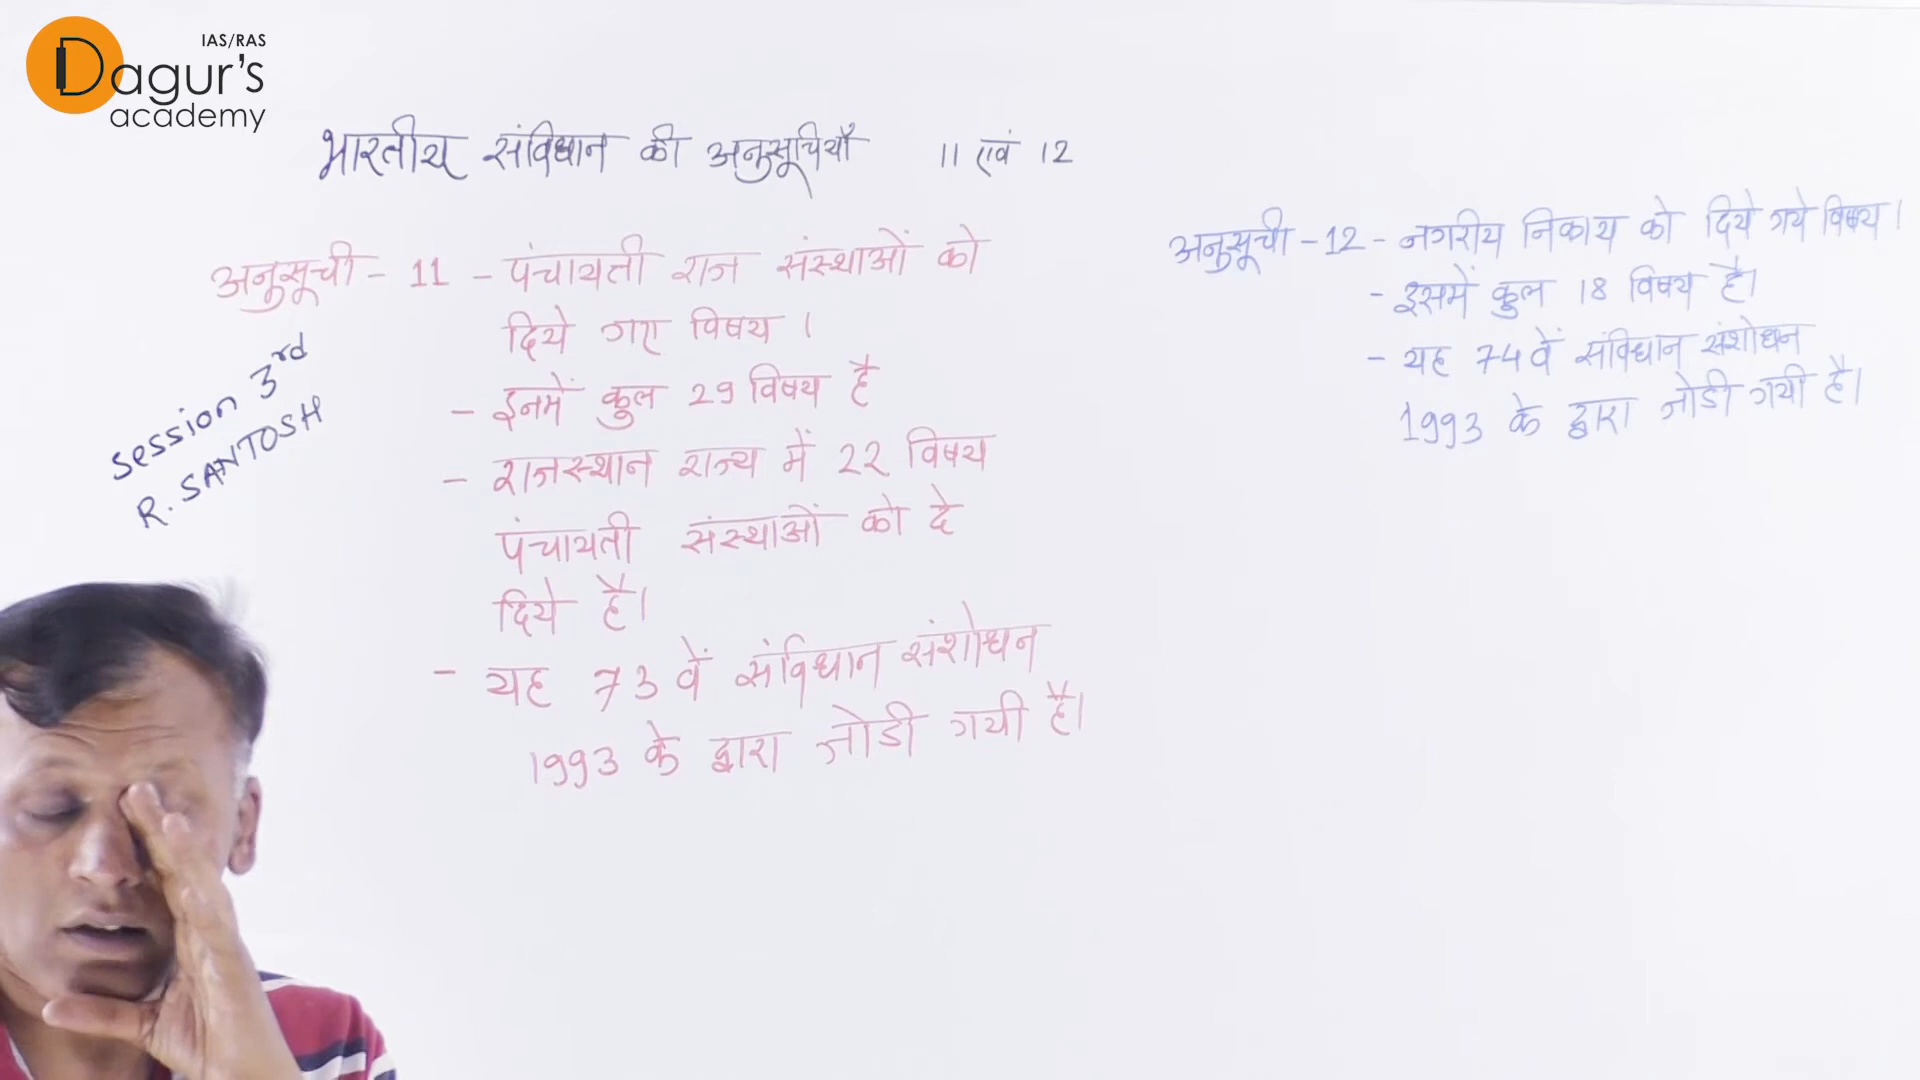 IAS/RAS
Dagur's
academy
भारतीय संविधान की अनुसूचियाँ 11 एवं 12
अनुसूची - 11 - पंचायती राज संस्थाओं को
दिये गए विषय ।
- इनमें कुल 29 विषय है
- राजस्थान राज्य में 22 विषय
पंचायती संस्थाओं को दे
दिये है।
- यह 73 वें संविधान संशोधन
1993 के द्वारा जोडी गयी है।
अनुसूची - 12 - नगरीय निकाय को दिये गये विषय ।
- इसमें कुल 18 विषय है।
- यह 74 वें संविधान संशोधन
1993 के द्वारा जोडी गयी है।
Session 3rd
R. SANTOSH